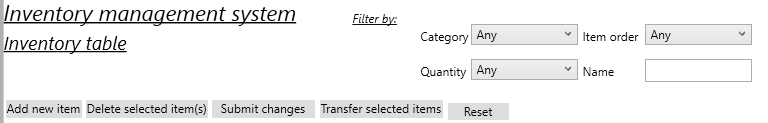 Inventory management system
Inventory table
Filter by:
Category Any Item order Any
Quantity Any Name
Add new item Delete selected item(s) Submit changes Transfer selected items Reset